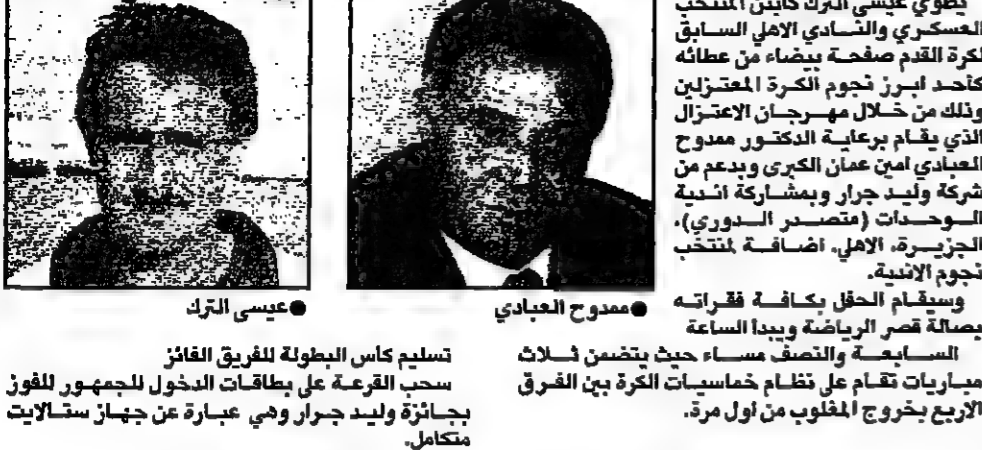 يطوي عيسى الترك كابتن المنتخب
العسكري والنادي الاهلي السابق
لكرة القدم صفحة بيضاء من عطائه
كأحد ابرز نجوم الكرة المعتزلين
وذلك من خلال مهرجان الاعتزال
الذي يقام برعاية الدكتور ممدوح
العبادي امين عمان الكبرى وبدعم من
شركة وليد جرار وبمشاركة اندية
الوحدات (متصدر الدوري)،
الجزيرة، الاهلي، اضافة لمنتخب
نجوم الاندية.
وسيقام الحفل بكافة فقراته
بصالة قصر الرياضة ويبدأ الساعة
السابعة والنصف مساء حيث يتضمن ثلاث
مباريات تقام على نظام خماسيات الكرة بين الفرق
الاربع بخروج المغلوب من أول مرة.
●ممدوح العبادي
●عيسى الترك
تسليم كأس البطولة للفريق الفائز
سحب القرعة على بطاقات الدخول للجمهور للفوز
بجائزة وليد جرار وهي عبارة عن جهاز ستالايت
متكامل.